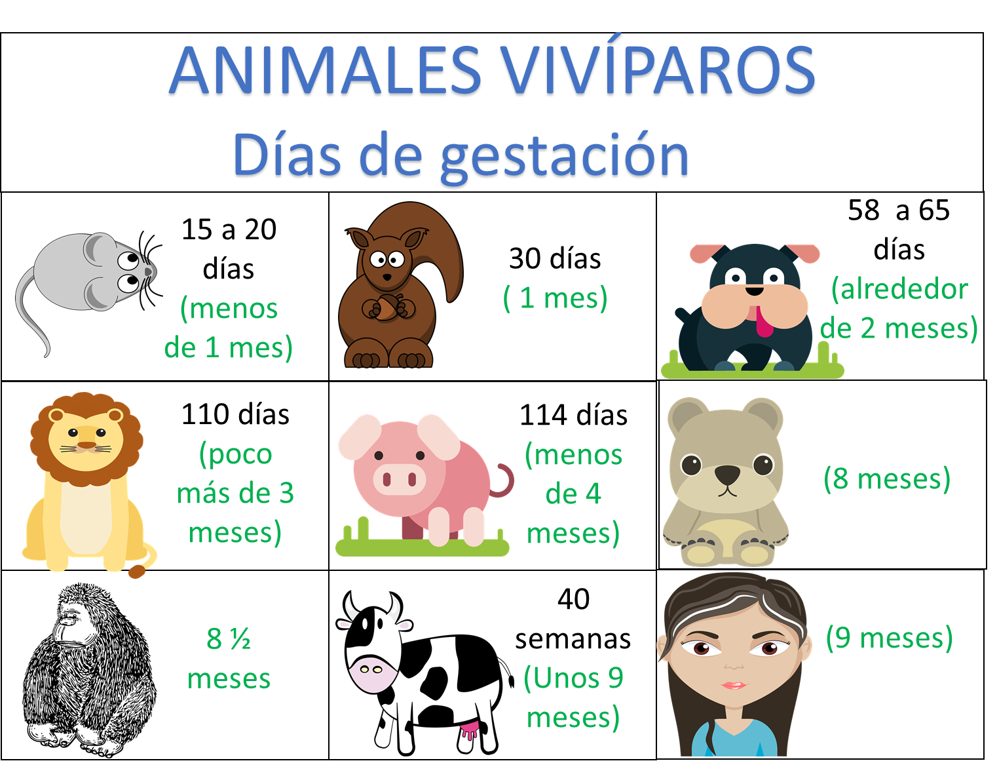 ANIMALES VIVÍPAROS
Días de gestación
15 a 20
días
(menos
de 1 mes)
30 días
( 1 mes)
58 a 65
días
(alrededor
de 2 meses)
110 días
(poco
más de 3
meses)
114 días
(menos
de 4
meses)
(8 meses)
8 ½
meses
40
semanas
(Unos 9
meses)
(9 meses)